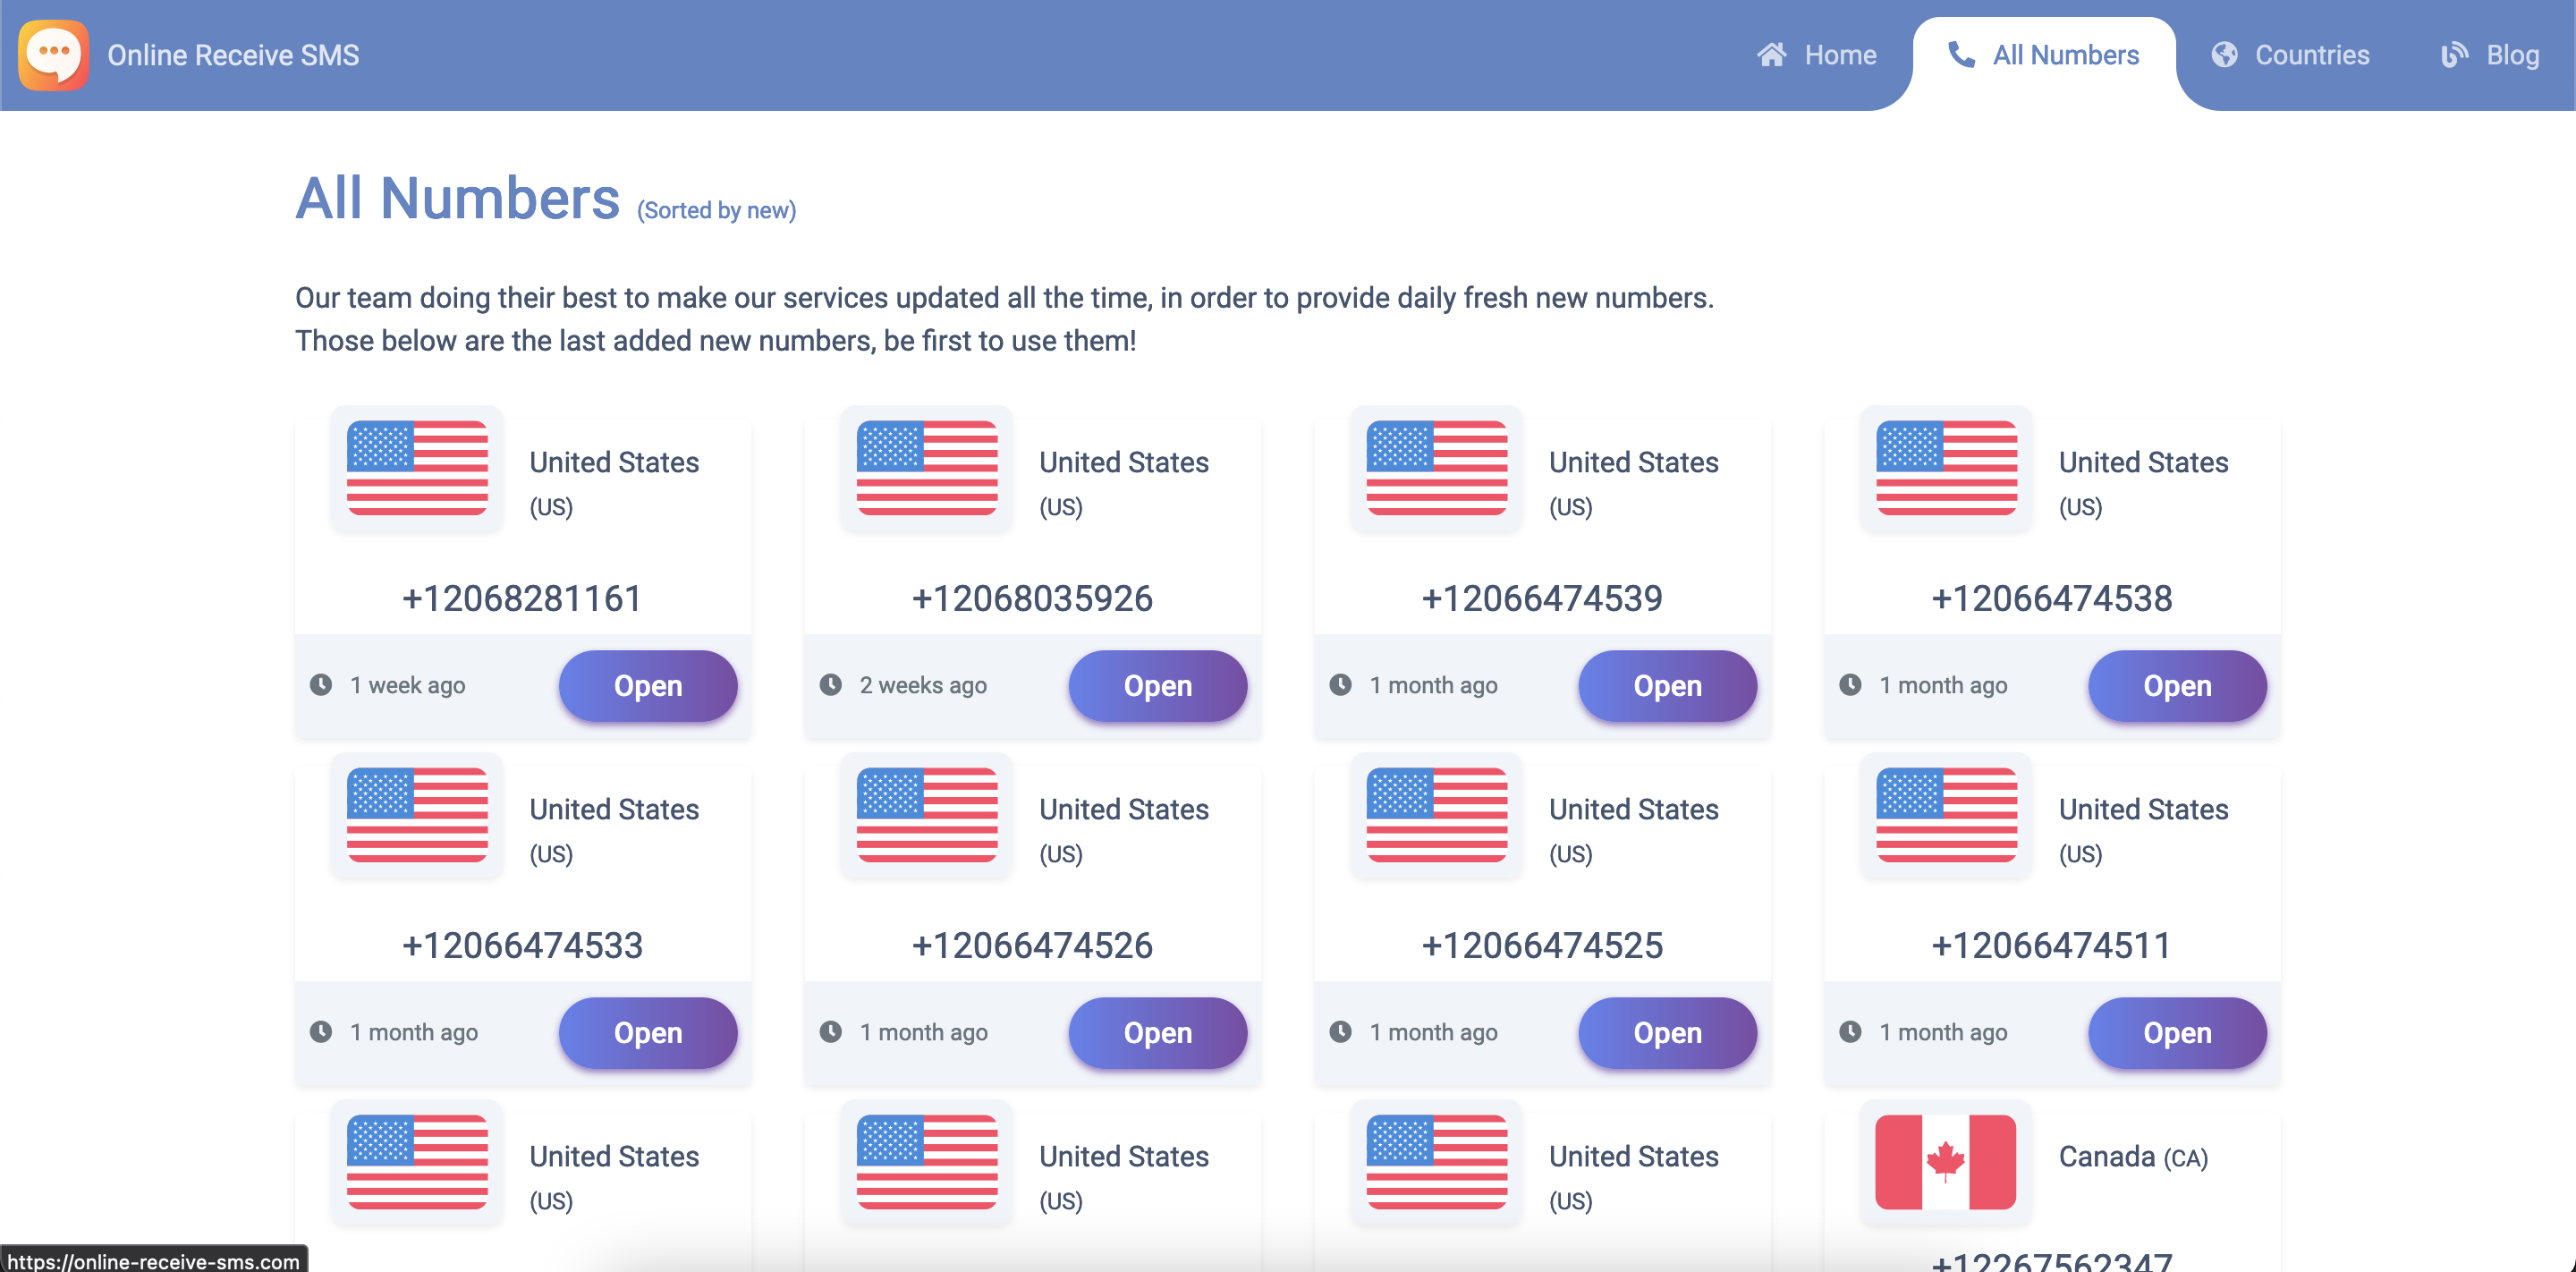 Online Receive SMS
Home
All Numbers
Countries
Blog
All Numbers (Sorted by new)
Our team doing their best to make our services updated all the time, in order to provide daily fresh new numbers.
Those below are the last added new numbers, be first to use them!
United States
(US)
+12068281161
1 week ago
Open
United States
(US)
+12068035926
2 weeks ago
Open
United States
(US)
+12066474539
1 month ago
Open
United States
(US)
+12066474538
1 month ago
Open
United States
(US)
+12066474533
1 month ago
Open
United States
(US)
+12066474526
1 month ago
Open
United States
(US)
+12066474525
1 month ago
Open
United States
(US)
+12066474511
1 month ago
Open
United States
(US)
United States
(US)
United States
(US)
Canada (CA)
+12267562347
https://online-receive-sms.com